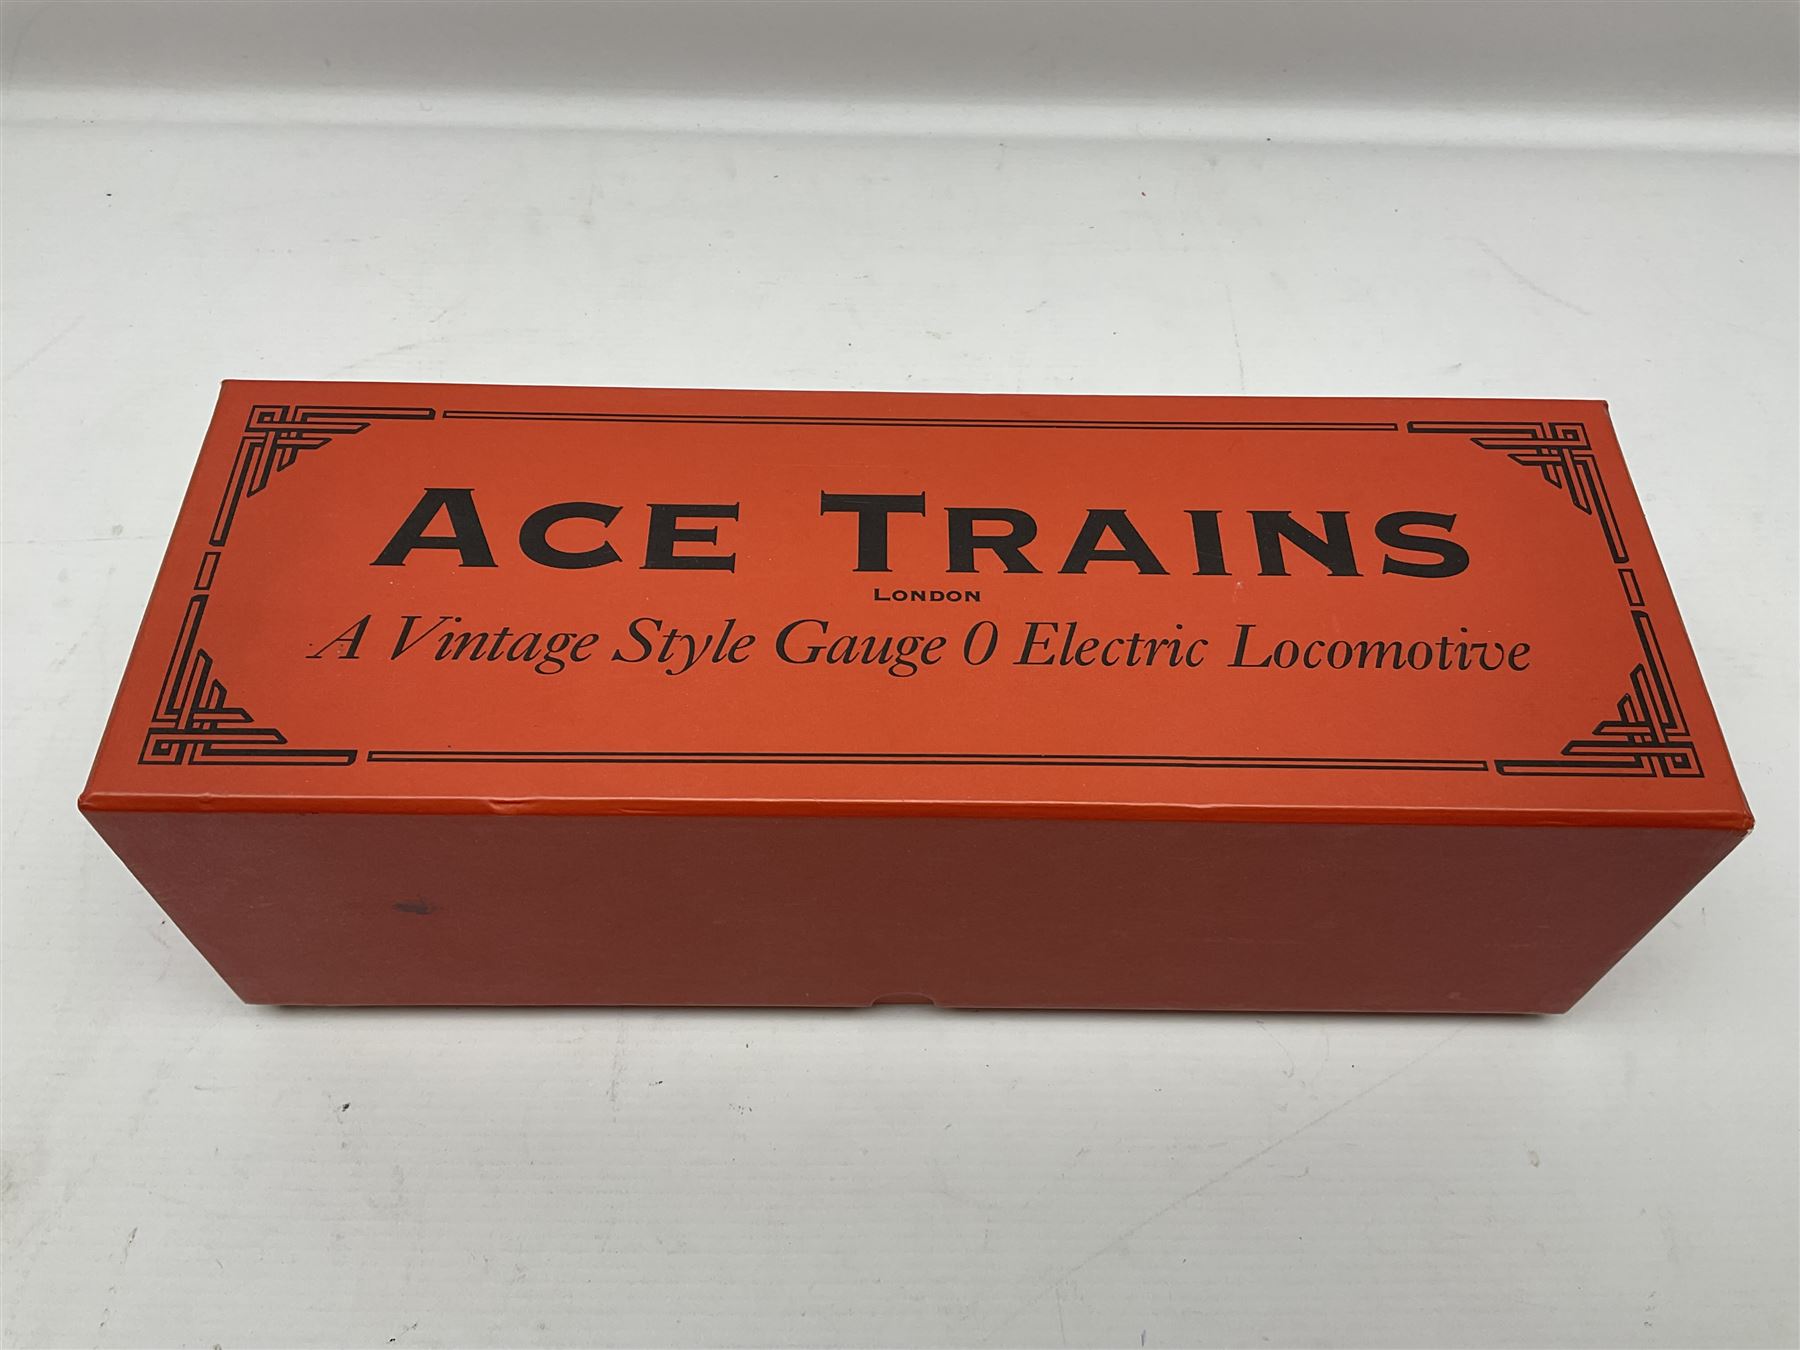 ACE TRAINS
LONDON
A Vintage Style Gauge 0 Electric Locomotive